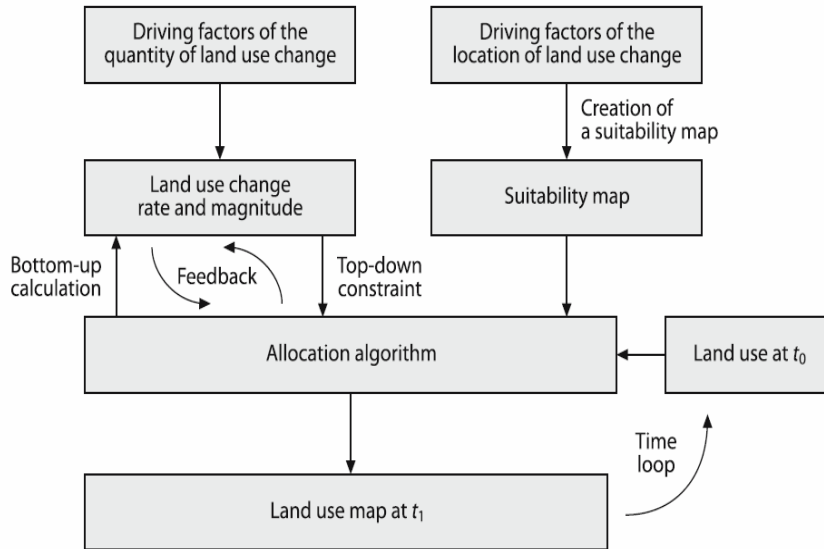 Driving factors of the
quantity of land use change
Driving factors of the
location of land use change
Creation of
a suitability map
Land use change
rate and magnitude
Suitability map
Bottom-up
calculation
Feedback
Top-down
constraint
Allocation algorithm
Land use at t₀
Time
loop
Land use map at t₁